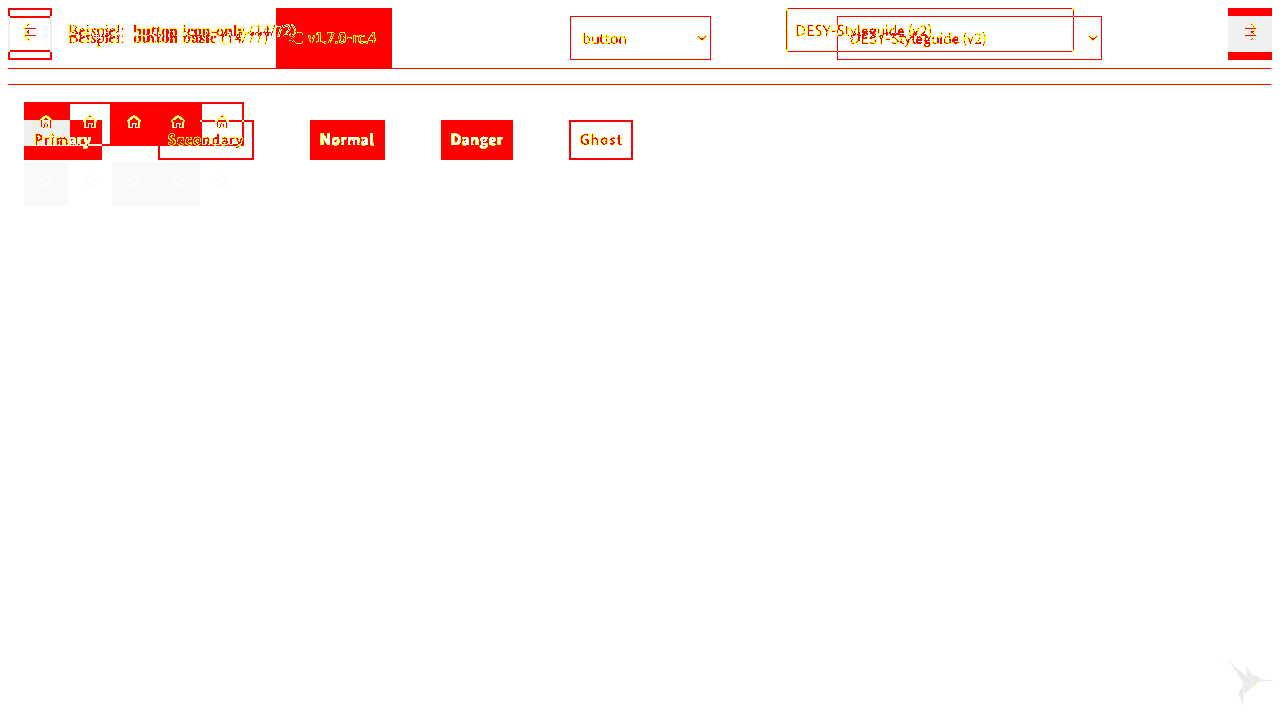 Beispiel: button icon-only (14/72)
Beispiel: button basic (14/77)
C v1.7.0-rc.4
button
DESY-Styleguide (v2)
DESY-Styleguide (v2)
Primary
Secondary
Normal
Danger
Ghost